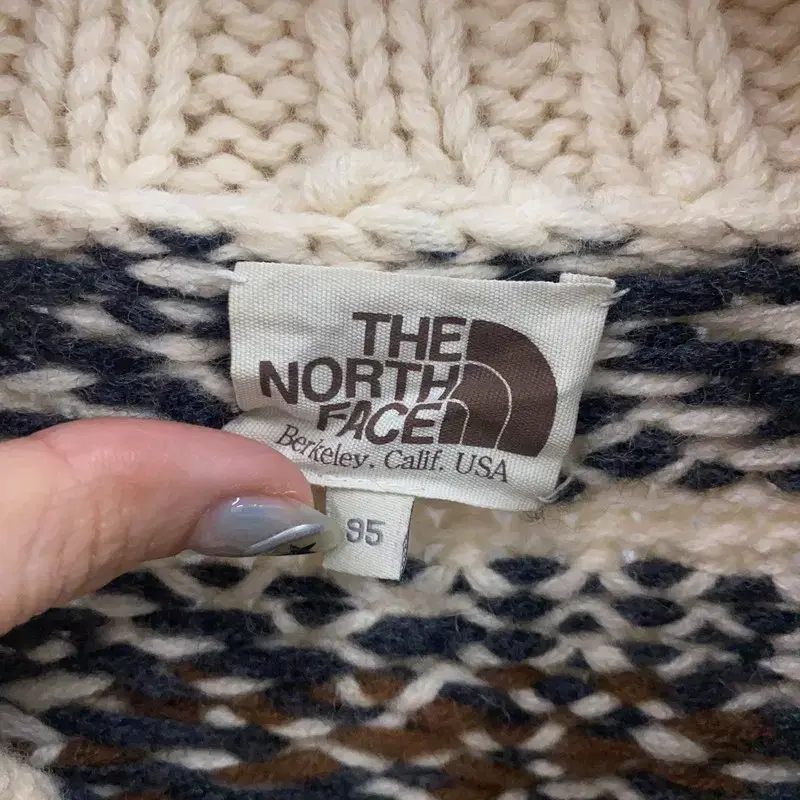 THE
NORTH
FACE
Berkeley. Calif. USA
95